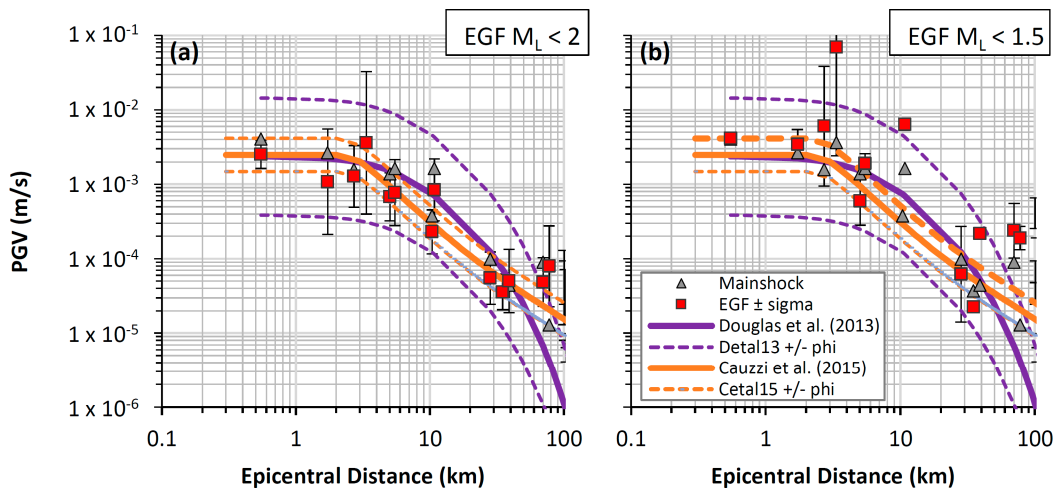 EGF M_L < 2
EGF M_L < 1.5
(a)
(b)
PGV (m/s)
1 x 10^-1
1 x 10^-2
1 x 10^-3
1 x 10^-4
1 x 10^-5
1 x 10^-6
0.1
1
10
100
Epicentral Distance (km)
0.1
1
10
100
Epicentral Distance (km)
Mainshock
EGF ± sigma
Douglas et al. (2013)
Detal13 +/- phi
Cauzzi et al. (2015)
Cetal15 +/- phi